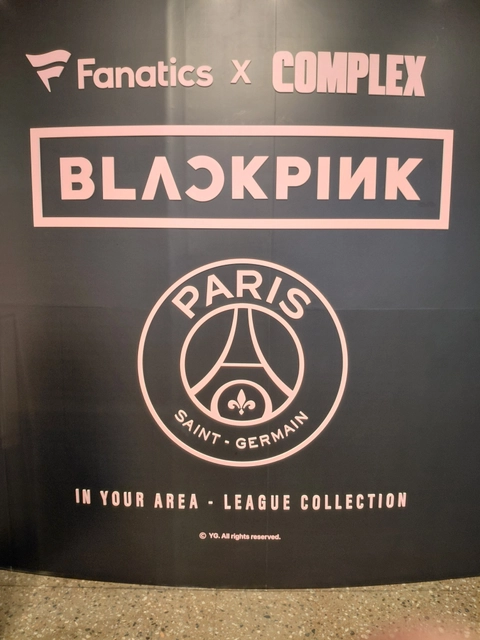 Fanatics X COMPLEX
BLACKPINK
PARIS
SAINT - GERMAIN
IN YOUR AREA - LEAGUE COLLECTION
© YG. All rights reserved.